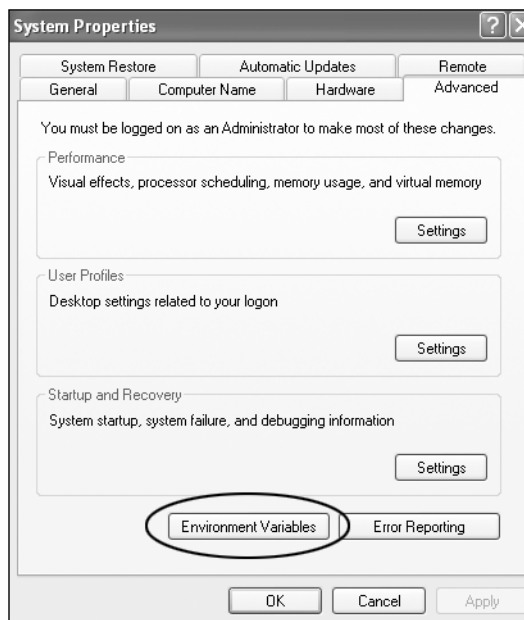 System Properties
System Restore Automatic Updates Remote
General Computer Name Hardware Advanced
You must be logged on as an Administrator to make most of these changes.
Performance
Visual effects, processor scheduling, memory usage, and virtual memory
Settings
User Profiles
Desktop settings related to your logon
Settings
Startup and Recovery
System startup, system failure, and debugging information
Settings
Environment Variables Error Reporting
OK Cancel Apply